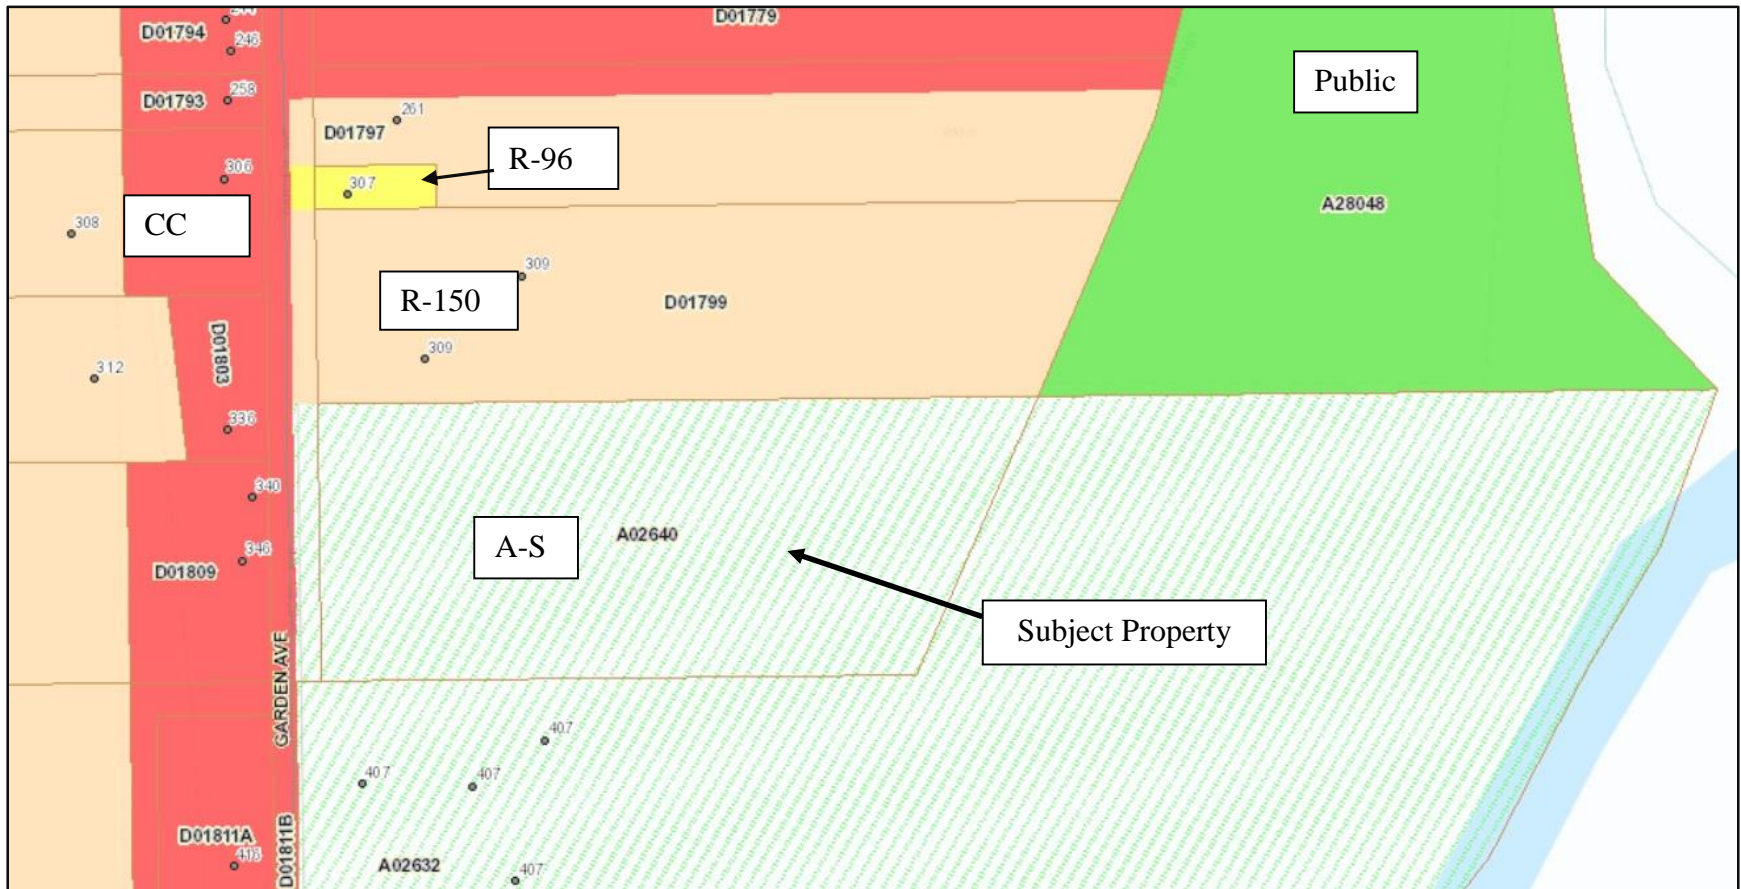 D01779
D01794
246
Public
258
D01793
261
D01797
R-96
306
307
A28048
CC
308
309
R-150
D01799
D01803
309
312
336
340
A-S
A02640
346
D01809
Subject Property
GARDEN AVE
407
407
407
D01811A
D01811B
416
A02632
407